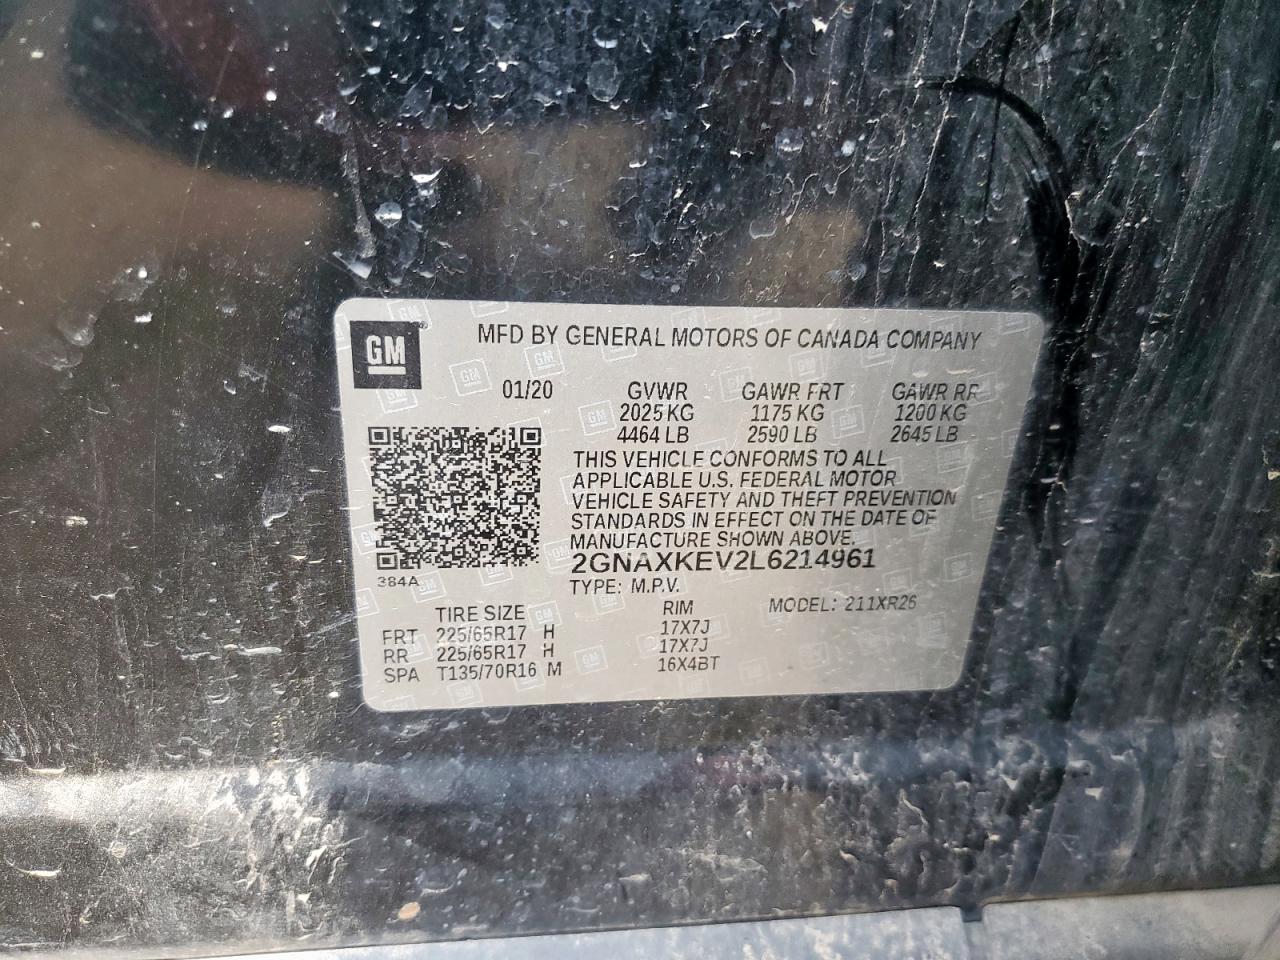 GM
MFD BY GENERAL MOTORS OF CANADA COMPANY
01/20 GVWR GAWR FRT GAWR RR
2025 KG 1175 KG 1200 KG
4464 LB 2590 LB 2645 LB
THIS VEHICLE CONFORMS TO ALL
APPLICABLE U.S. FEDERAL MOTOR
VEHICLE SAFETY AND THEFT PREVENTION
STANDARDS IN EFFECT ON THE DATE OF
MANUFACTURE SHOWN ABOVE.
2GNAXKEV2L6214961
384A
TYPE: M.P.V.
TIRE SIZE RIM MODEL: 211XR26
FRT 225/65R17 H 17X7J
RR 225/65R17 H 17X7J
SPA T135/70R16 M 16X4BT